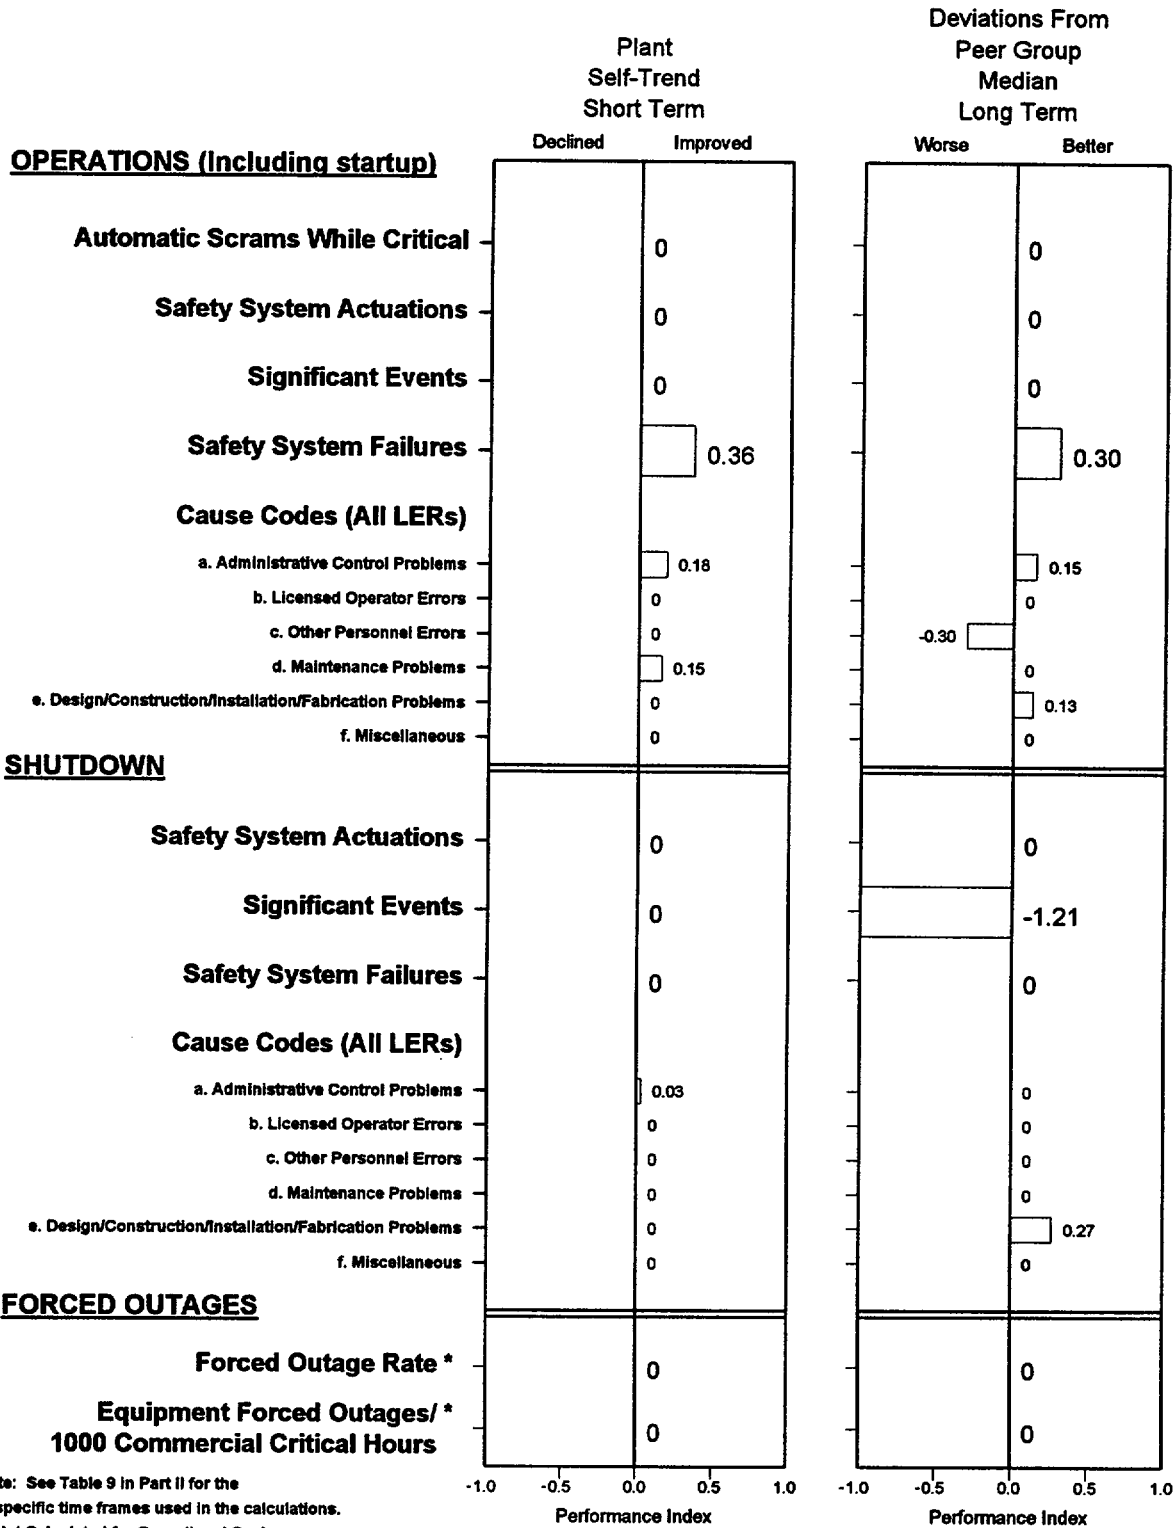 Plant
Self-Trend
Short Term
Deviations From
Peer Group
Median
Long Term
Declined Improved
Worse Better
OPERATIONS (Including startup)
Automatic Scrams While Critical 0 0
Safety System Actuations 0 0
Significant Events 0 0
Safety System Failures 0.36 0.30
Cause Codes (All LERs)
a. Administrative Control Problems 0.18 0.15
b. Licensed Operator Errors 0 0
c. Other Personnel Errors 0 -0.30
d. Maintenance Problems 0.15 0
e. Design/Construction/Installation/Fabrication Problems 0 0.13
f. Miscellaneous 0 0
SHUTDOWN
Safety System Actuations 0 0
Significant Events 0 -1.21
Safety System Failures 0 0
Cause Codes (All LERs)
a. Administrative Control Problems 0.03 0
b. Licensed Operator Errors 0 0
c. Other Personnel Errors 0 0
d. Maintenance Problems 0 0
e. Design/Construction/Installation/Fabrication Problems 0 0.27
f. Miscellaneous 0 0
FORCED OUTAGES
Forced Outage Rate * 0 0
Equipment Forced Outages/ *
1000 Commercial Critical Hours 0 0
te: See Table 9 in Part II for the
specific time frames used in the calculations.
-1.0 -0.5 0.0 0.5 1.0
-1.0 -0.5 0.0 0.5 1.0
Performance Index
Performance Index